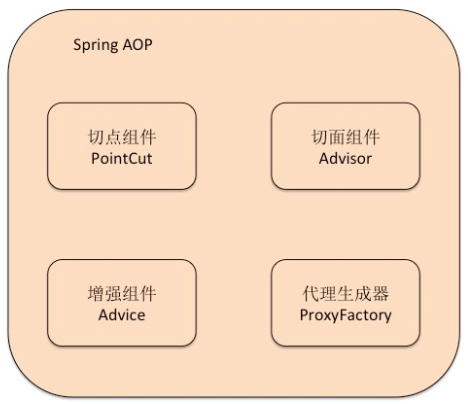 Spring AOP
切点组件
PointCut
切面组件
Advisor
增强组件
Advice
代理生成器
ProxyFactory